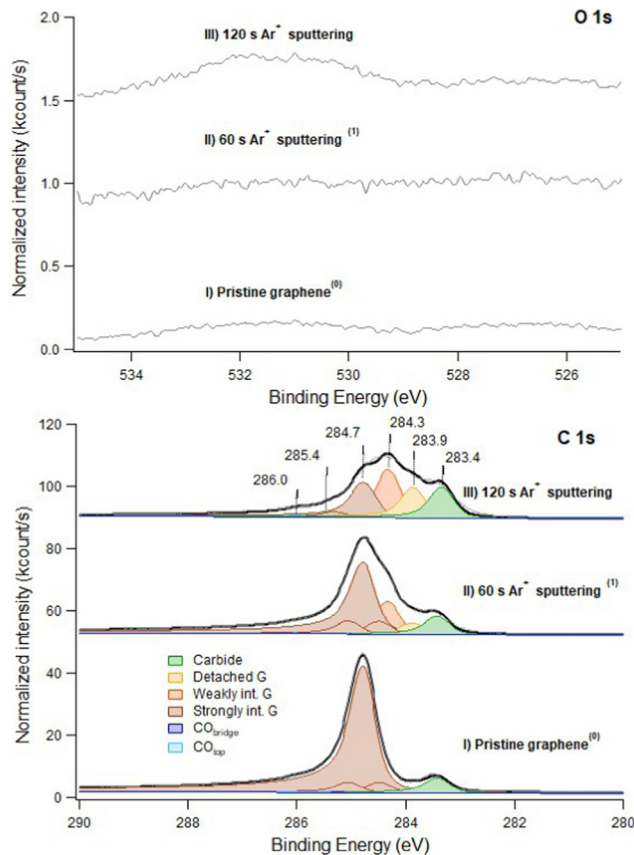 O 1s
2.0
III) 120 s Ar+ sputtering
1.5
II) 60 s Ar+ sputtering (1)
1.0
0.5
I) Pristine graphene(0)
0.0
Normalized intensity (kcount/s)
534 532 530 528 526
Binding Energy (eV)
C 1s
120
284.3
284.7 283.9
285.4 283.4
286.0
100
III) 120 s Ar+ sputtering
80
II) 60 s Ar+ sputtering (1)
60
Carbide
Detached G
Weakly int. G
Strongly int. G
CObridge
COtop
40
I) Pristine graphene(0)
20
0
Normalized intensity (kcount/s)
290 288 286 284 282 280
Binding Energy (eV)